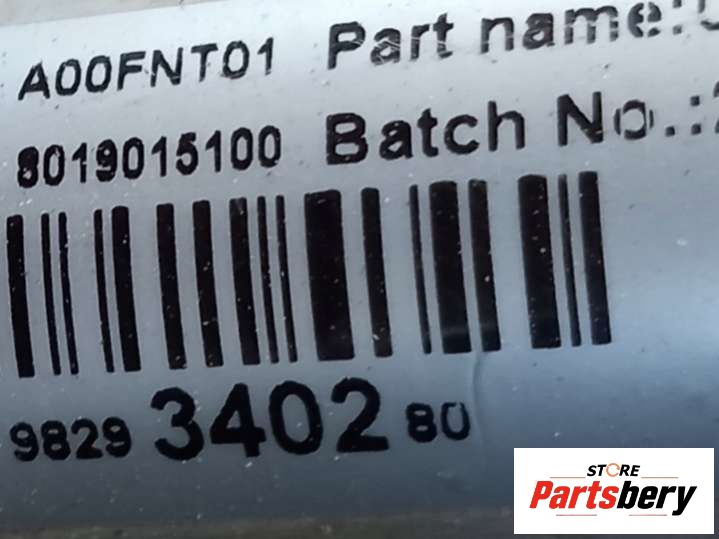 A00FNT01 Part name:
8019015100 Batch No.:
9829 3402 80
STORE
Partsbery